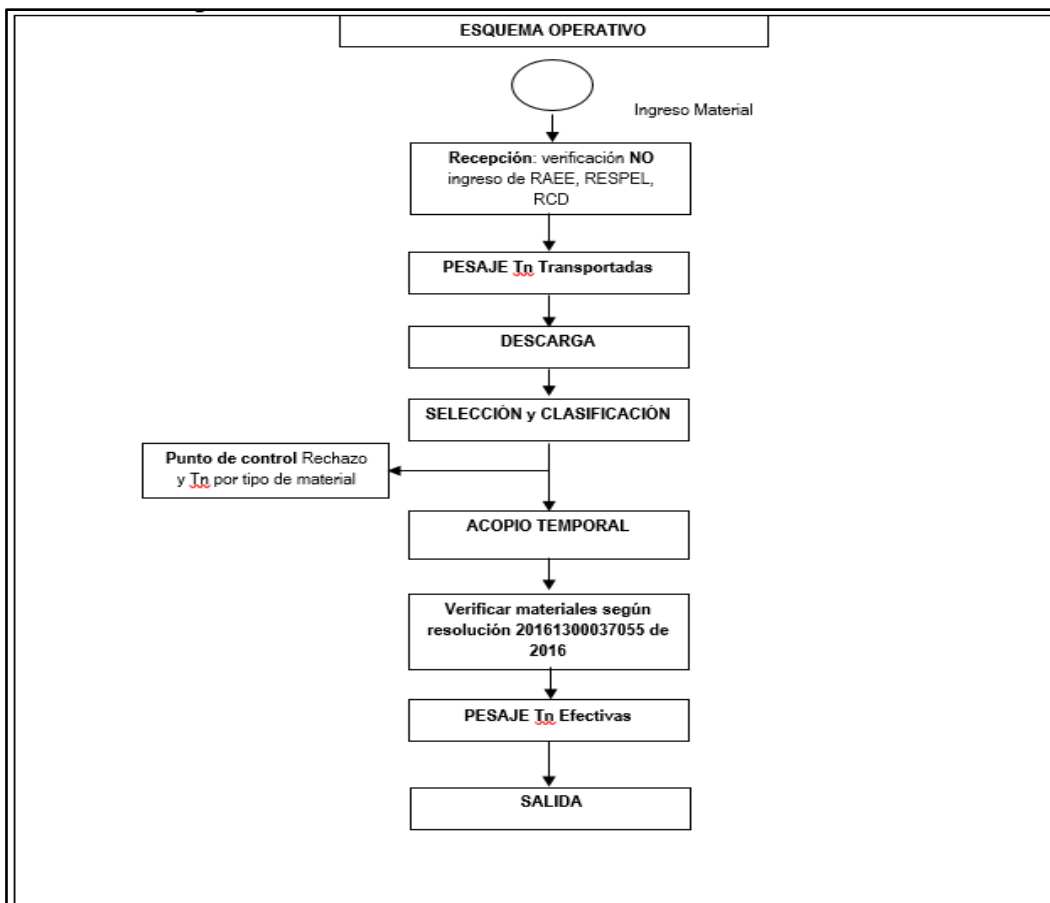 ESQUEMA OPERATIVO
Ingreso Material
Recepción: verificación NO
ingreso de RAEE, RESPEL,
RCD
PESAJE Tn Transportadas
DESCARGA
SELECCIÓN y CLASIFICACIÓN
Punto de control Rechazo
y Tn por tipo de material
ACOPIO TEMPORAL
Verificar materiales según
resolución 20161300037055 de
2016
PESAJE Tn Efectivas
SALIDA